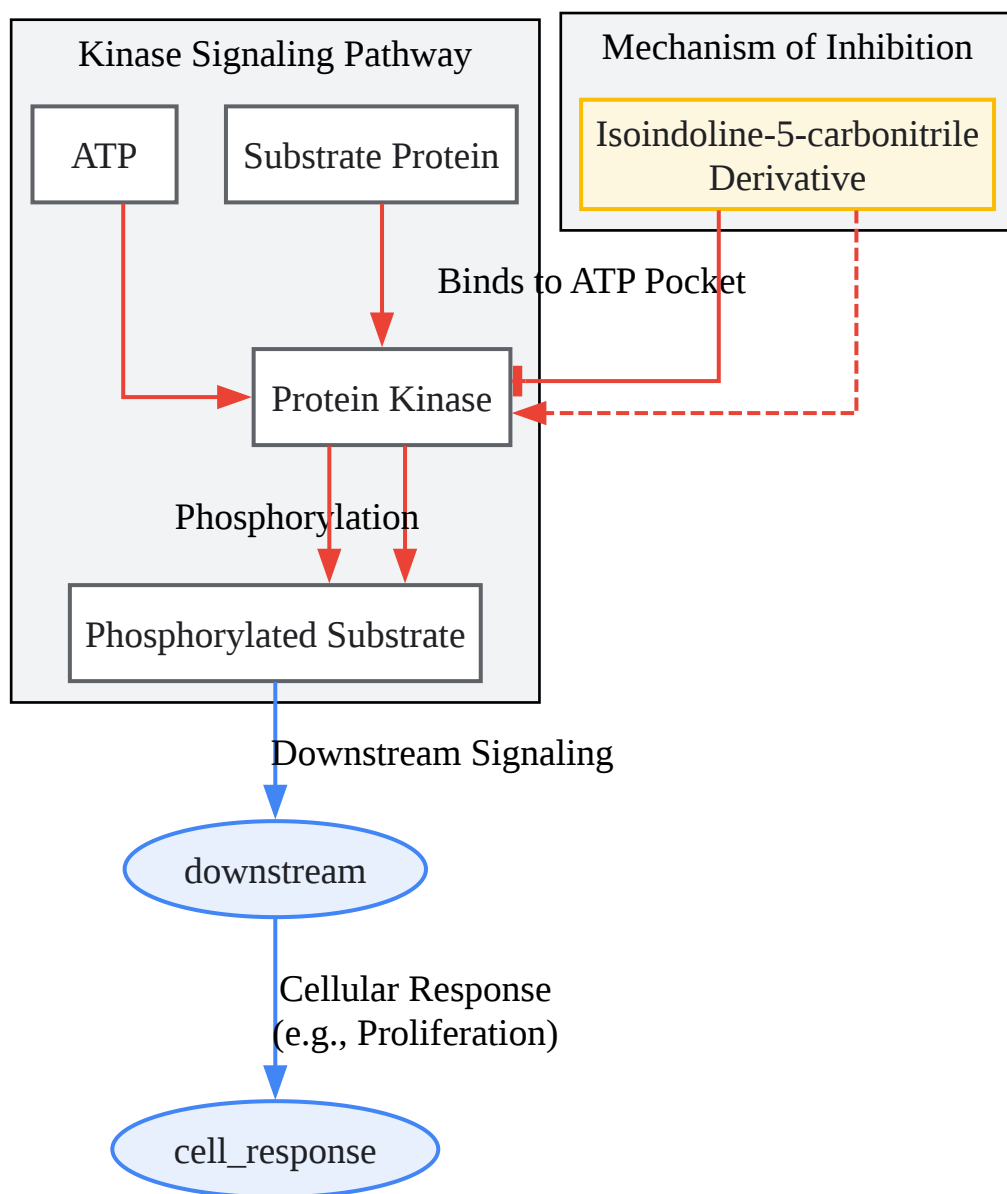 Kinase Signaling Pathway
Mechanism of Inhibition
ATP
Substrate Protein
Isoindoline-5-carbonitrile
Derivative
Binds to ATP Pocket
Protein Kinase
Phosphorylation
Phosphorylated Substrate
Downstream Signaling
downstream
Cellular Response
(e.g., Proliferation)
cell_response